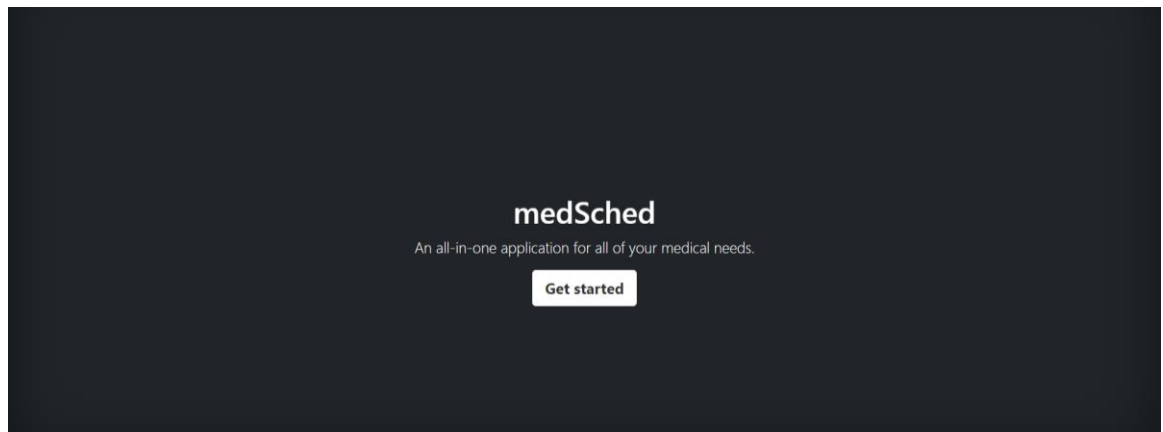 medSched
An all-in-one application for all of your medical needs.
Get started